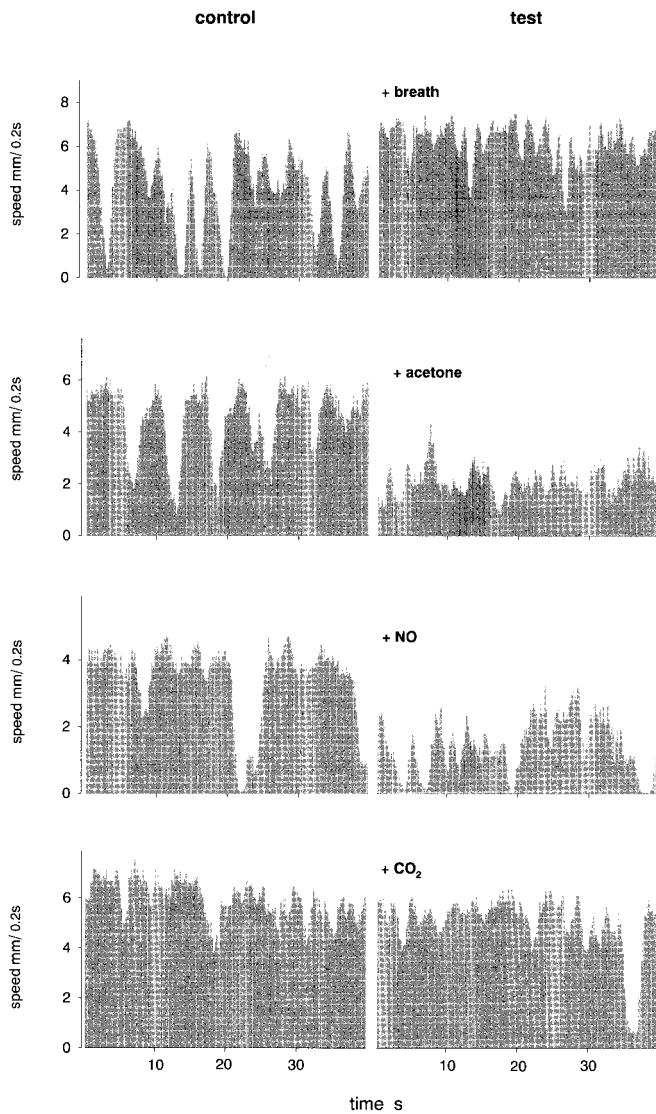 control
test
speed mm/ 0.2s
8
6
4
2
0
+ breath
speed mm/ 0.2s
6
4
2
0
+ acetone
speed mm/ 0.2s
4
2
0
+ NO
speed mm/ 0.2s
6
4
2
0
+ CO₂
10
20
30
10
20
30
time s